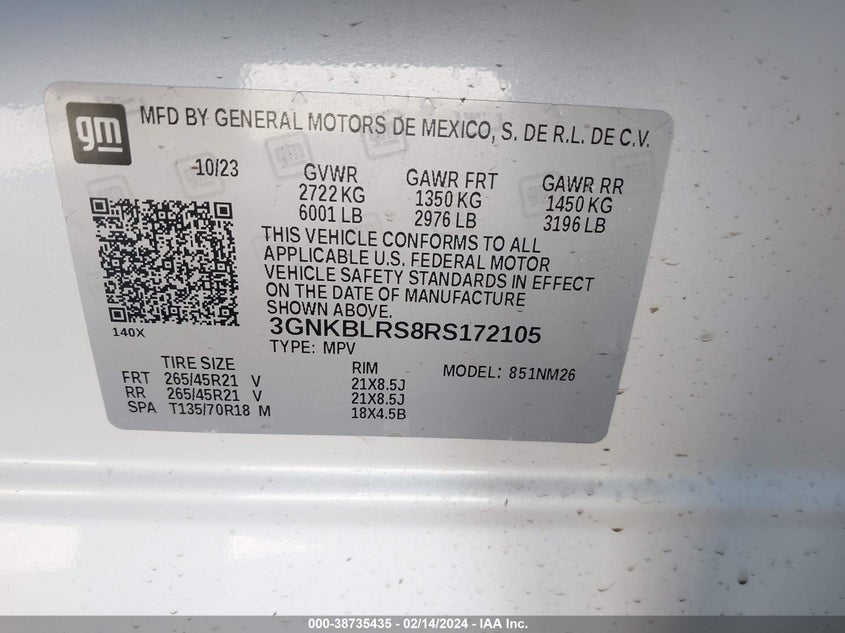 gm
MFD BY GENERAL MOTORS DE MEXICO, S. DE R.L. DE C.V.
10/23
GVWR GAWR FRT GAWR RR
2722 KG 1350 KG 1450 KG
6001 LB 2976 LB 3196 LB
THIS VEHICLE CONFORMS TO ALL
APPLICABLE U.S. FEDERAL MOTOR
VEHICLE SAFETY STANDARDS IN EFFECT
ON THE DATE OF MANUFACTURE
SHOWN ABOVE.
140X
3GNKBLRS8RS172105
TYPE: MPV
TIRE SIZE RIM MODEL: 851NM26
FRT 265/45R21 V 21X8.5J
RR 265/45R21 V 21X8.5J
SPA T135/70R18 M 18X4.5B
000-38735435 - 02/14/2024 - IAA Inc.